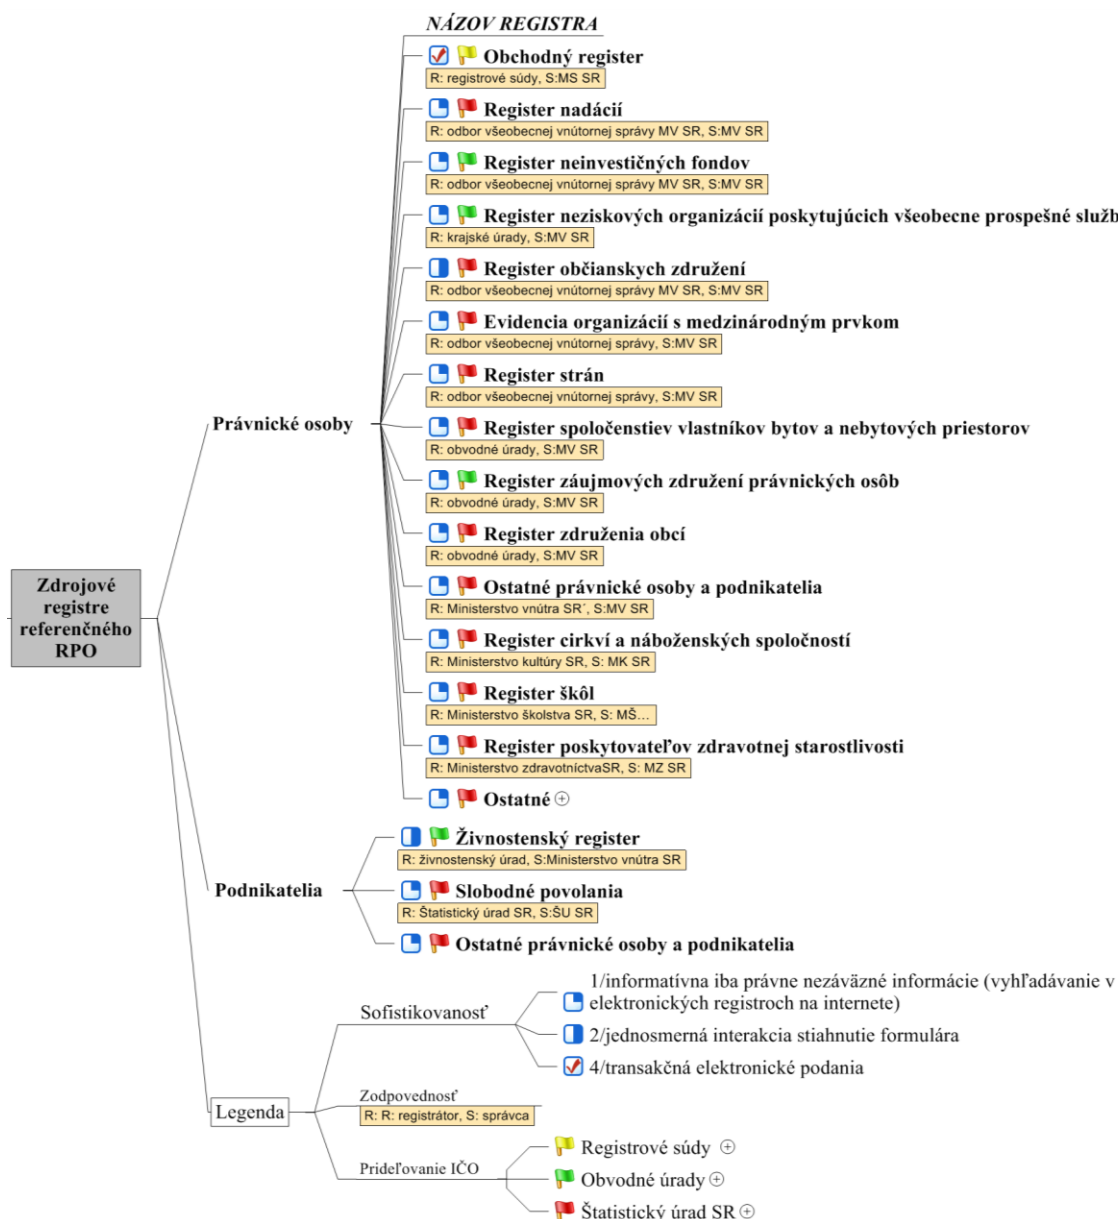 NÁZOV REGISTRA
Obchodný register
R: registrové súdy, S:MS SR
Register nadácií
R: odbor všeobecnej vnútornej správy MV SR, S:MV SR
Register neinvestičných fondov
R: odbor všeobecnej vnútornej správy MV SR, S:MV SR
Register neziskových organizácií poskytujúcich všeobecne prospešné služb
R: krajské úrady, S:MV SR
Register občianskych združení
R: odbor všeobecnej vnútornej správy MV SR, S:MV SR
Evidencia organizácií s medzinárodným prvkom
R: odbor všeobecnej vnútornej správy, S:MV SR
Register strán
R: odbor všeobecnej vnútornej správy, S:MV SR
Právnické osoby
Register spoločenstiev vlastníkov bytov a nebytových priestorov
R: obvodné úrady, S:MV SR
Register záujmových združení právnických osôb
R: obvodné úrady, S:MV SR
Register združenia obcí
R: obvodné úrady, S:MV SR
Zdrojové
registre
referenčného
RPO
Ostatné právnické osoby a podnikatelia
R: Ministerstvo vnútra SR´, S:MV SR
Register cirkví a náboženských spoločností
R: Ministerstvo kultúry SR, S: MK SR
Register škôl
R: Ministerstvo školstva SR, S: MŠ...
Register poskytovateľov zdravotnej starostlivosti
R: Ministerstvo zdravotníctvaSR, S: MZ SR
Ostatné
Živnostenský register
R: živnostenský úrad, S:Ministerstvo vnútra SR
Podnikatelia
Slobodné povolania
R: Štatistický úrad SR, S:ŠU SR
Ostatné právnické osoby a podnikatelia
Sofistikovanosť
1/informatívna iba právne nezáväzné informácie (vyhľadávanie v
elektronických registroch na internete)
2/jednosmerná interakcia stiahnutie formulára
4/transakčná elektronické podania
Legenda
Zodpovednosť
R: R: registrátor, S: správca
Prideľovanie IČO
Registrové súdy
Obvodné úrady
Štatistický úrad SR